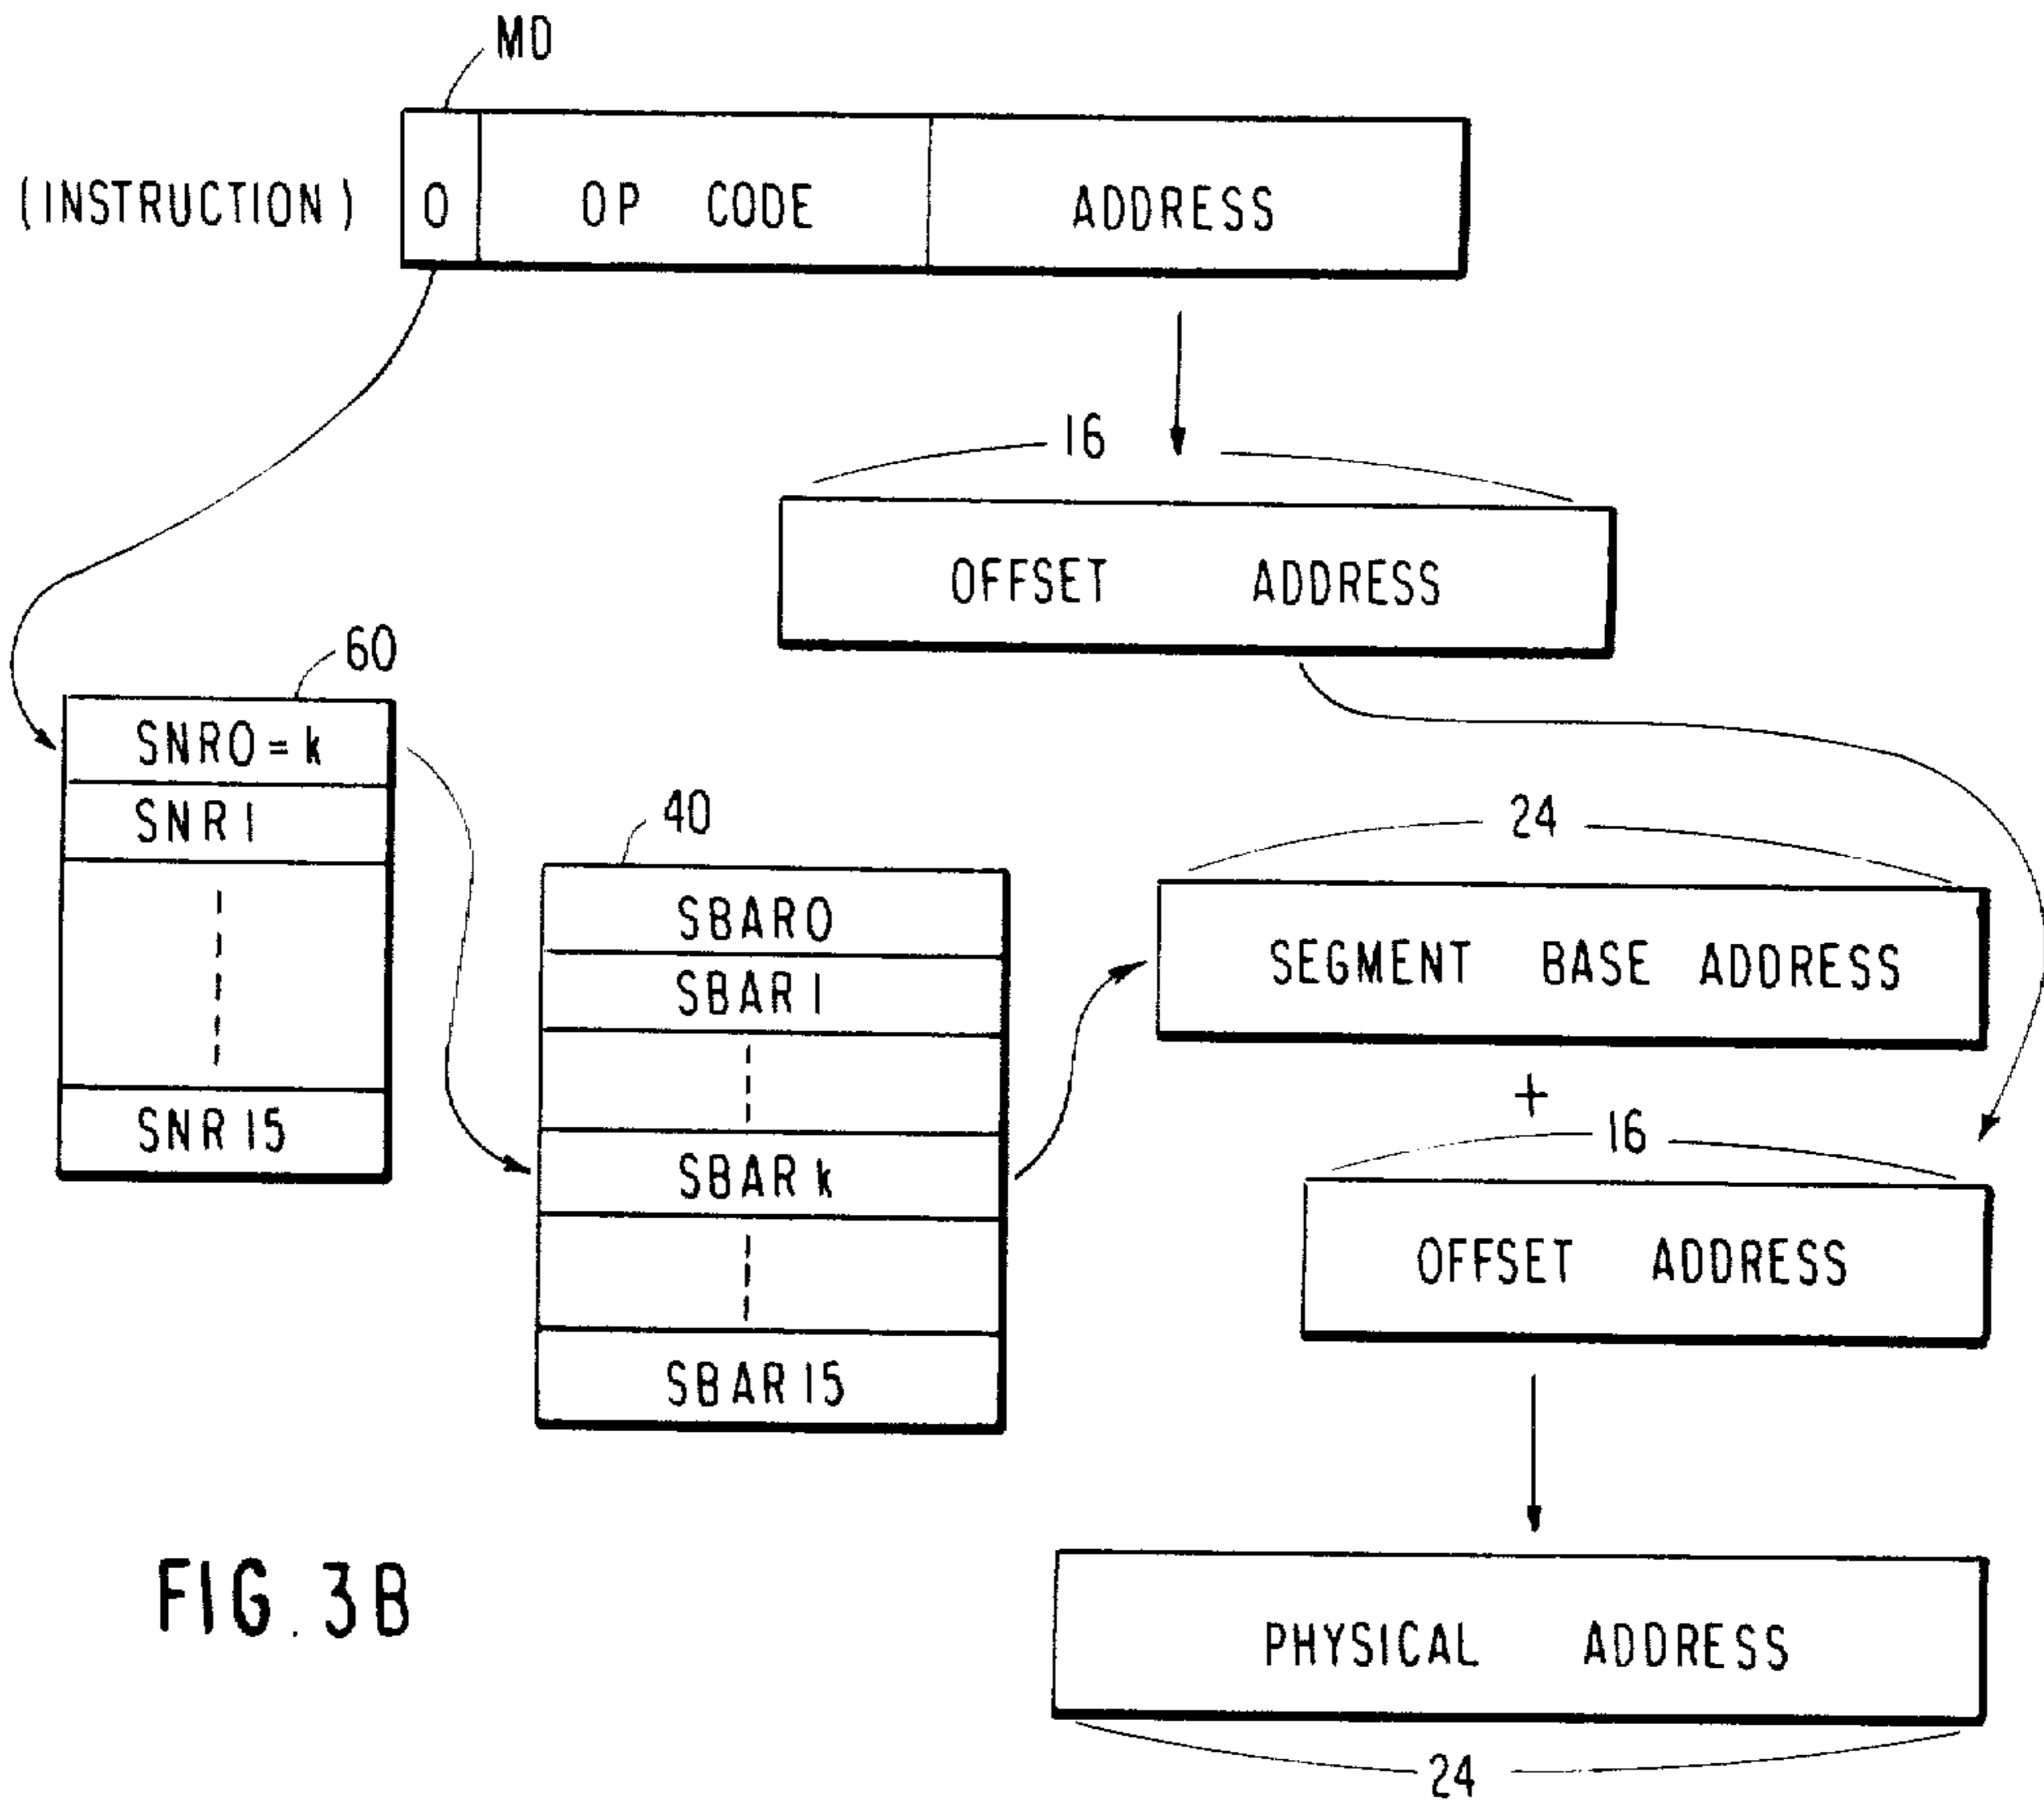 MO
(INSTRUCTION) 0 OP CODE ADDRESS
16
OFFSET ADDRESS
60
SNR0=k
SNR1
SNR15
40
SBAR0
SBAR1
SBARk
SBAR15
24
SEGMENT BASE ADDRESS
+
16
OFFSET ADDRESS
PHYSICAL ADDRESS
24
FIG. 3B